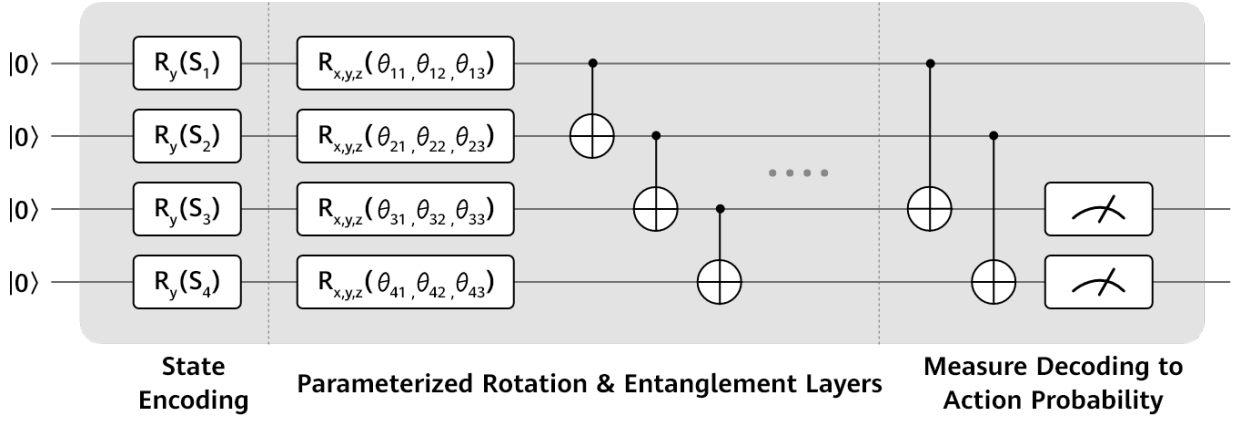 |0⟩ R_y(S_1) R_x,y,z(θ_11,θ_12,θ_13)
|0⟩ R_y(S_2) R_x,y,z(θ_21,θ_22,θ_23)
|0⟩ R_y(S_3) R_x,y,z(θ_31,θ_32,θ_33)
|0⟩ R_y(S_4) R_x,y,z(θ_41,θ_42,θ_43)
State
Encoding
Parameterized Rotation & Entanglement Layers
Measure Decoding to
Action Probability